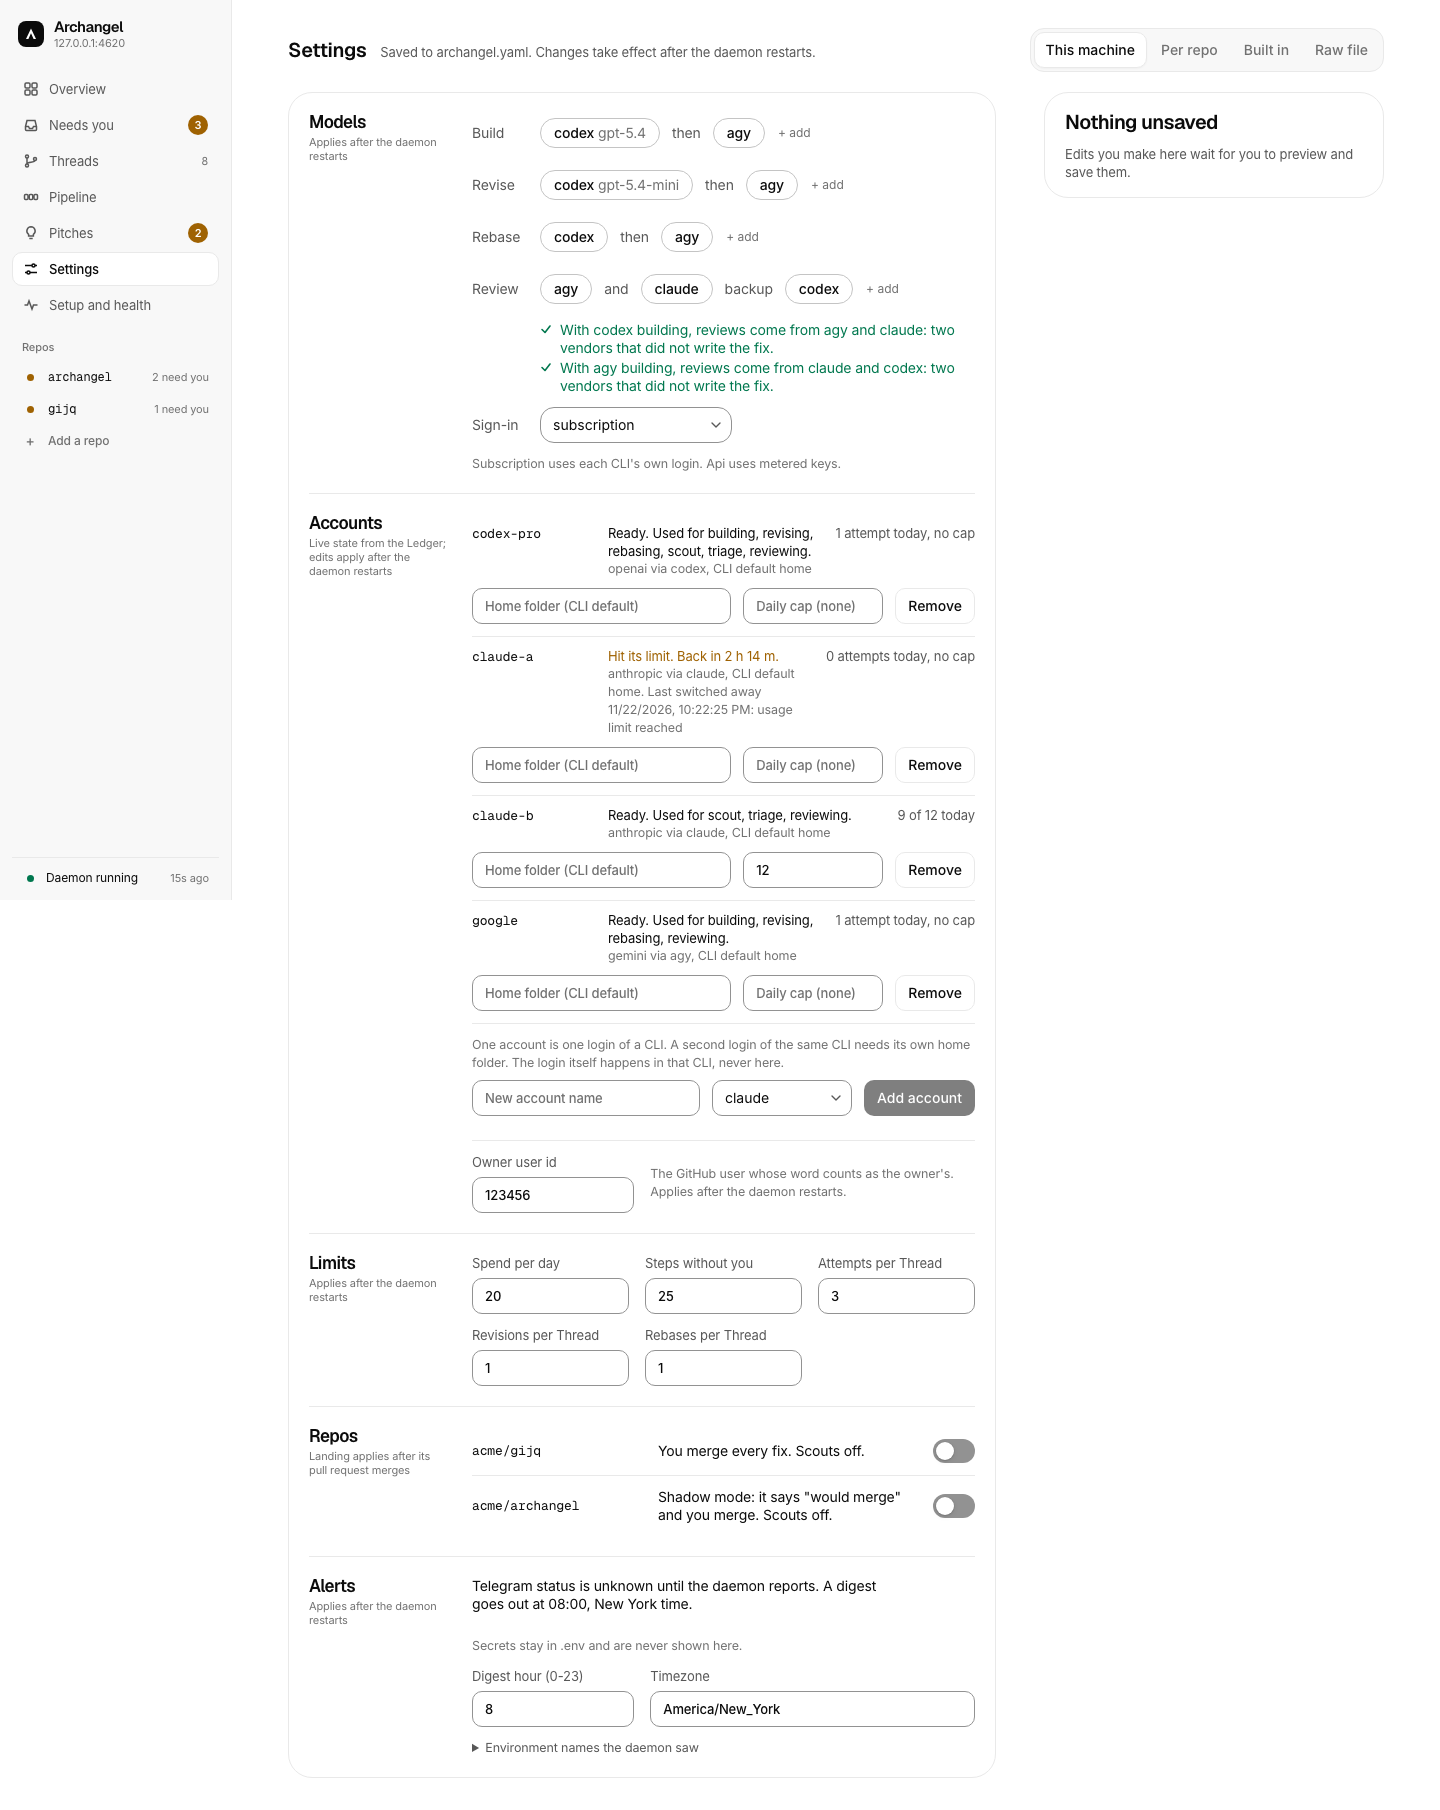 Archangel
127.0.0.1:4620
Overview
Needs you 3
Threads 8
Pipeline
Pitches 2
Settings
Setup and health
Repos
archangel 2 need you
gijq 1 need you
+ Add a repo
Daemon running 15s ago
Settings Saved to archangel.yaml. Changes take effect after the daemon restarts.
This machine Per repo Built in Raw file
Models
Applies after the daemon
restarts
Build codex gpt-5.4 then agy + add
Revise codex gpt-5.4-mini then agy + add
Rebase codex then agy + add
Review agy and claude backup codex + add
With codex building, reviews come from agy and claude: two
vendors that did not write the fix.
With agy building, reviews come from claude and codex: two
vendors that did not write the fix.
Sign-in subscription
Subscription uses each CLI's own login. Api uses metered keys.
Accounts
Live state from the Ledger;
edits apply after the
daemon restarts
codex-pro Ready. Used for building, revising, 1 attempt today, no cap
rebasing, scout, triage, reviewing.
openai via codex, CLI default home
Home folder (CLI default) Daily cap (none) Remove
claude-a Hit its limit. Back in 2 h 14 m. 0 attempts today, no cap
anthropic via claude, CLI default
home. Last switched away
11/22/2026, 10:22:25 PM: usage
limit reached
Home folder (CLI default) Daily cap (none) Remove
claude-b Ready. Used for scout, triage, reviewing. 9 of 12 today
anthropic via claude, CLI default home
Home folder (CLI default) 12 Remove
google Ready. Used for building, revising, 1 attempt today, no cap
rebasing, reviewing.
gemini via agy, CLI default home
Home folder (CLI default) Daily cap (none) Remove
One account is one login of a CLI. A second login of the same CLI needs its own home
folder. The login itself happens in that CLI, never here.
New account name claude Add account
Owner user id
123456
The GitHub user whose word counts as the owner's.
Applies after the daemon restarts.
Limits
Applies after the daemon
restarts
Spend per day Steps without you Attempts per Thread
20 25 3
Revisions per Thread Rebases per Thread
1 1
Repos
Landing applies after its
pull request merges
acme/gijq You merge every fix. Scouts off.
acme/archangel Shadow mode: it says "would merge"
and you merge. Scouts off.
Alerts
Applies after the daemon
restarts
Telegram status is unknown until the daemon reports. A digest
goes out at 08:00, New York time.
Secrets stay in .env and are never shown here.
Digest hour (0-23) Timezone
8 America/New_York
Environment names the daemon saw
Nothing unsaved
Edits you make here wait for you to preview and
save them.